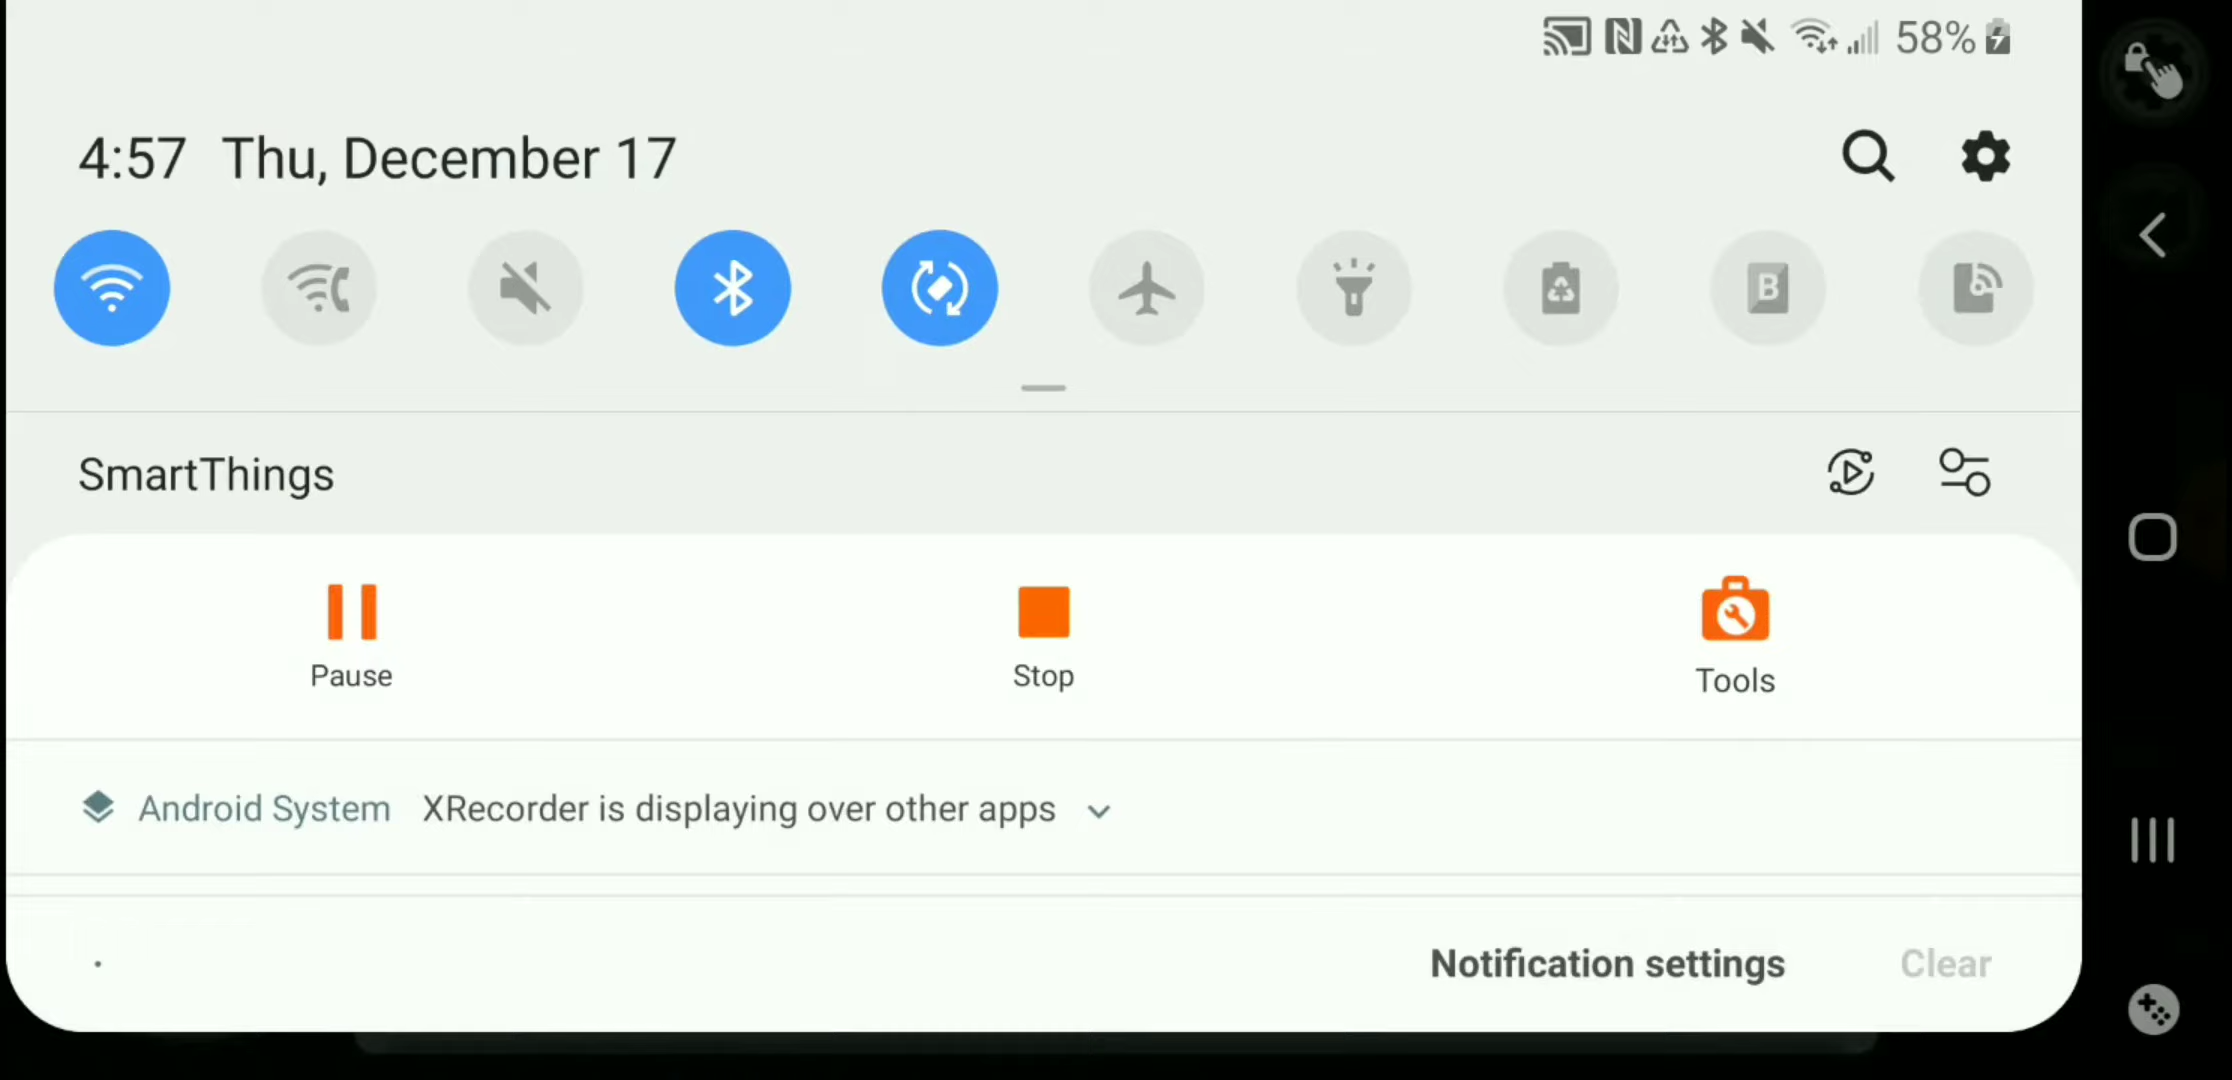 58%
4:57 Thu, December 17
B
SmartThings
Pause Stop Tools
Android System XRecorder is displaying over other apps
Notification settings Clear